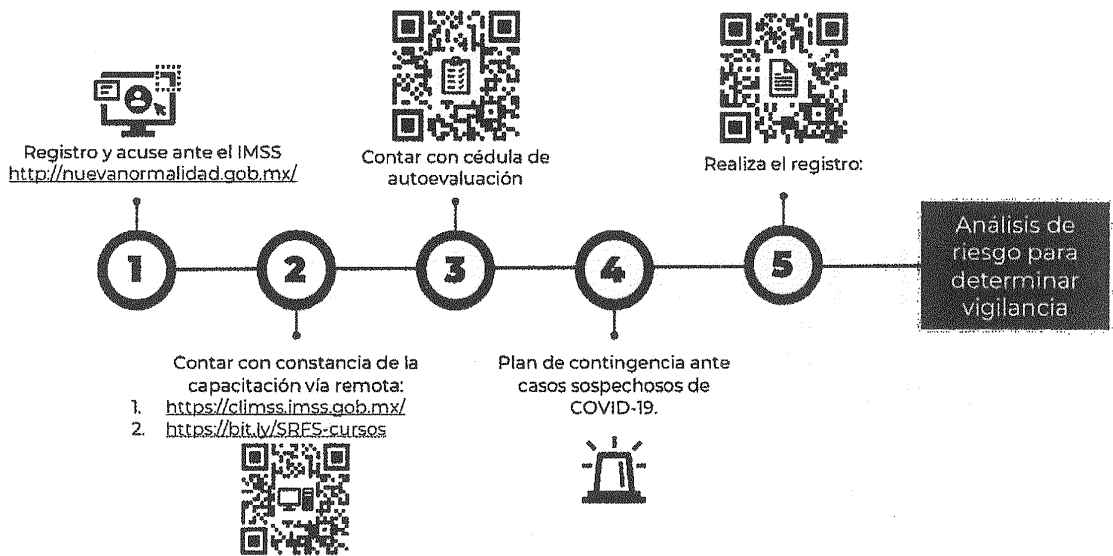 Registro y acuse ante el IMSS
http://nuevanormalidad.gob.mx/
Contar con cédula de
autoevaluación
Realiza el registro:
1
2
3
4
5
Análisis de
riesgo para
determinar
vigilancia
Contar con constancia de la
capacitación vía remota:
1. https://climss.imss.gob.mx/
2. https://bit.ly/SRFS-cursos
Plan de contingencia ante
casos sospechosos de
COVID-19.